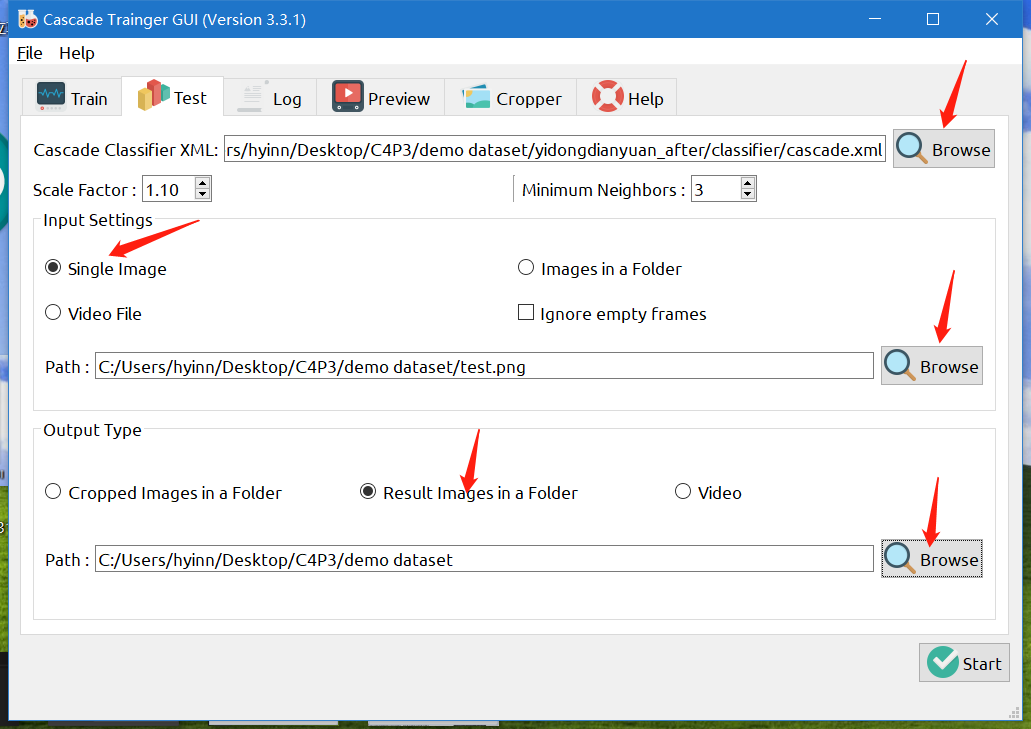 Cascade Trainger GUI (Version 3.3.1)
File Help
Train Test Log Preview Cropper Help
Cascade Classifier XML: rs/hyinn/Desktop/C4P3/demo dataset/yidongdianyuan_after/classifier/cascade.xml Browse
Scale Factor : 1.10 Minimum Neighbors : 3
Input Settings
Single Image Images in a Folder
Video File Ignore empty frames
Path : C:/Users/hyinn/Desktop/C4P3/demo dataset/test.png Browse
Output Type
Cropped Images in a Folder Result Images in a Folder Video
Path : C:/Users/hyinn/Desktop/C4P3/demo dataset Browse
Start